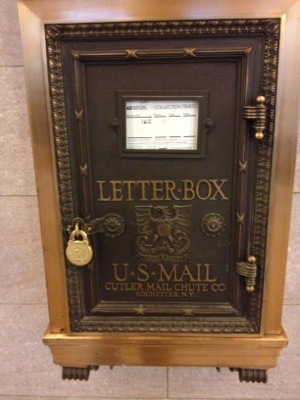 COLLECTION TIMES
LETTER·BOX
U·S·MAIL
CUTLER MAIL CHUTE CO
ROCHESTER, N.Y.